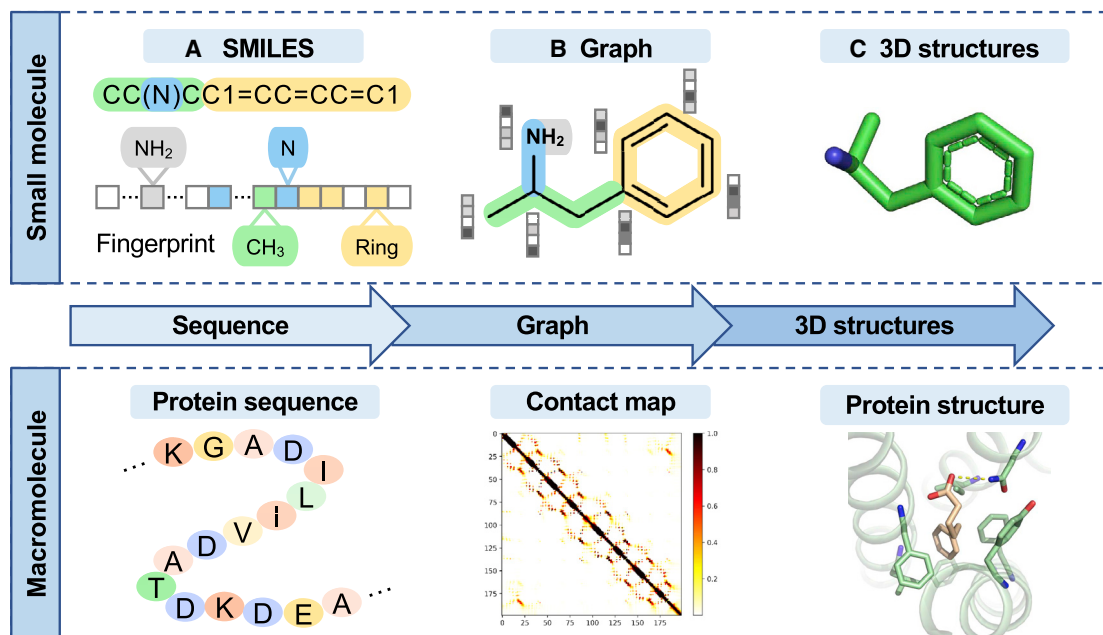 Small molecule
A SMILES
CC(N)CC1=CC=CC=C1
NH₂
N
Fingerprint
CH₃
Ring
B Graph
NH₂
C 3D structures
Sequence
Graph
3D structures
Macromolecule
Protein sequence
K G A D I
L
I
V
D
A
T
D K D E A
Contact map
0
25
50
75
100
125
150
175
0 25 50 75 100 125 150 175
1.0
0.8
0.6
0.4
0.2
Protein structure